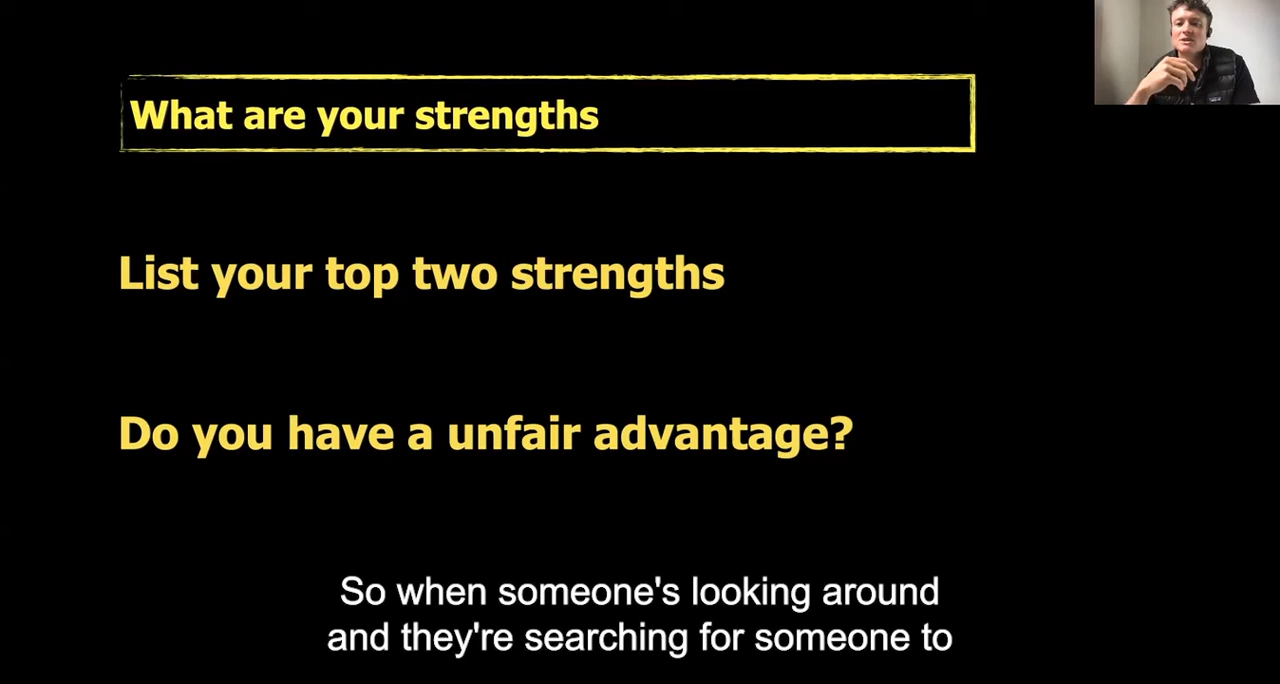 What are your strengths
List your top two strengths
Do you have a unfair advantage?
So when someone's looking around
and they're searching for someone to